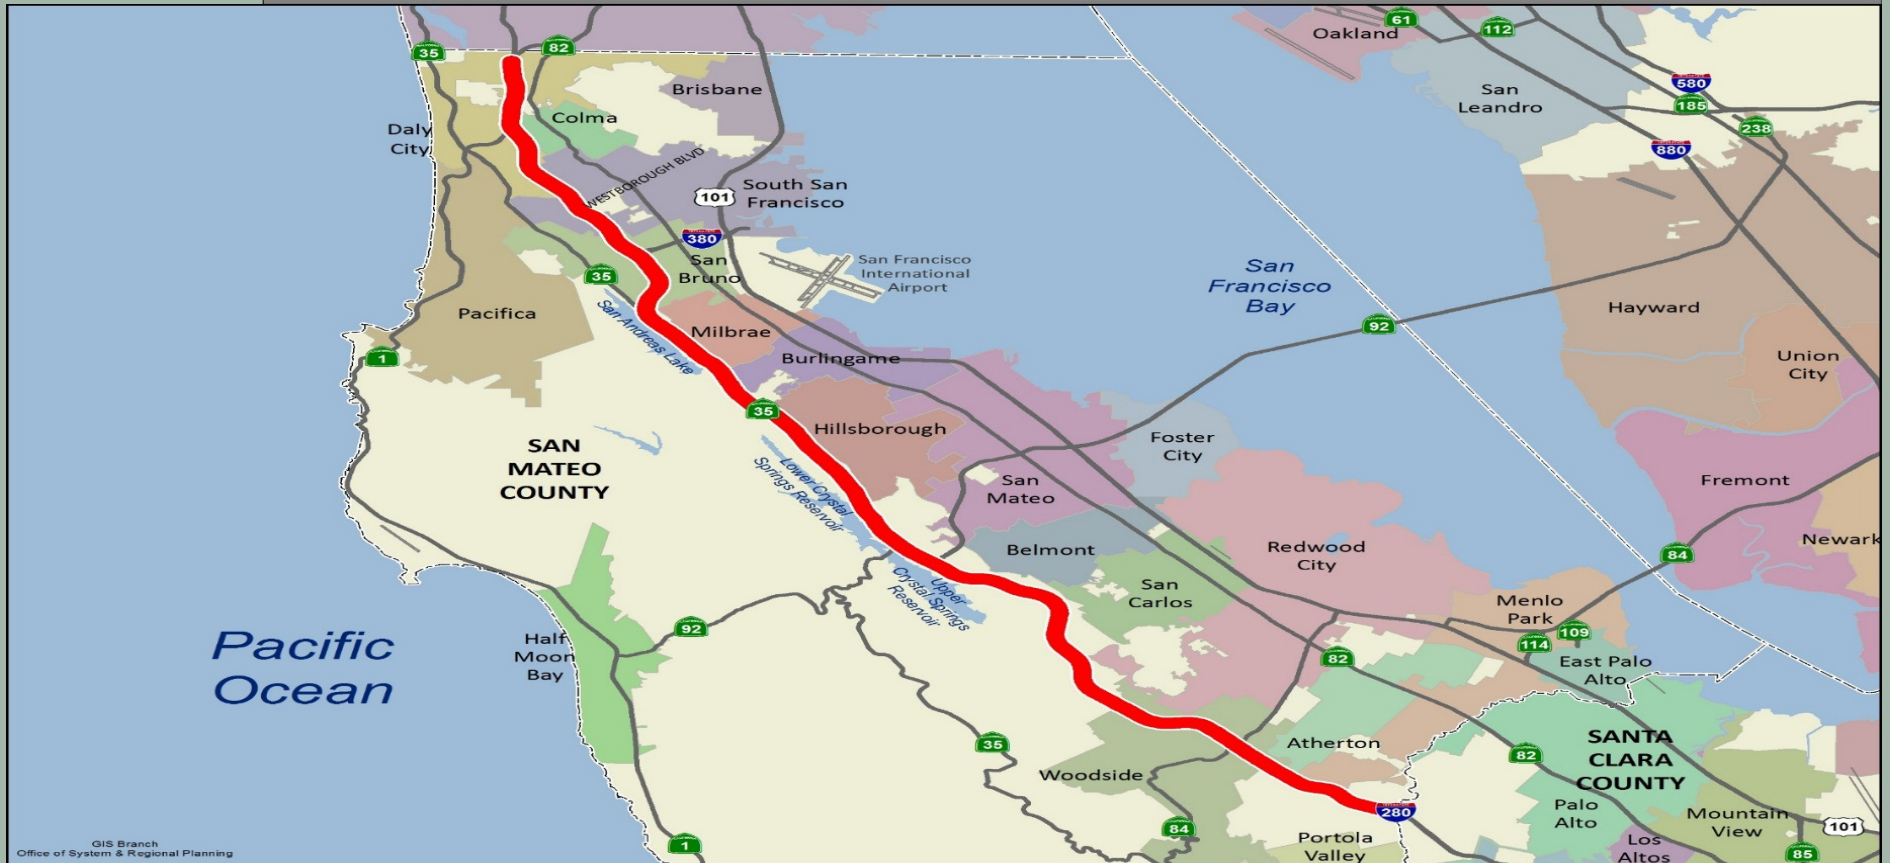 35
82
61
112
Oakland
Brisbane
Colma
San
Leandro
580
185
238
880
Daly
City
WESTBOROUGH BLVD
101
South San
Francisco
380
San
Bruno
San Francisco
International
Airport
35
San
Francisco
Bay
Pacifica
San Andreas Lake
Milbrae
92
Hayward
1
Burlingame
Union
City
35
Hillsborough
SAN
MATEO
COUNTY
Lower Crystal
Springs Reservoir
Foster
City
San
Mateo
Fremont
Belmont
Redwood
City
84
Newark
Upper
Crystal Springs
Reservoir
San
Carlos
Menlo
Park
109
114
92
Half
Moon
Bay
82
East Palo
Alto
Pacific
Ocean
35
Woodside
Atherton
82
SANTA
CLARA
COUNTY
280
Palo
Alto
Mountain
View
101
84
Portola
Valley
Los
Altos
85
1
GIS Branch
Office of System & Regional Planning